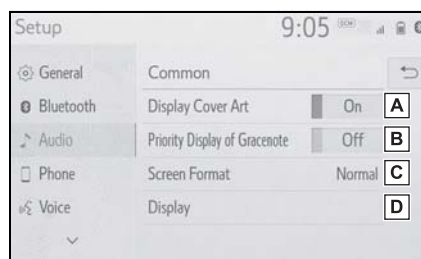 Setup 9:05
General Common
Bluetooth Display Cover Art On A
Audio Priority Display of Gracenote Off B
Phone Screen Format Normal C
Voice Display D